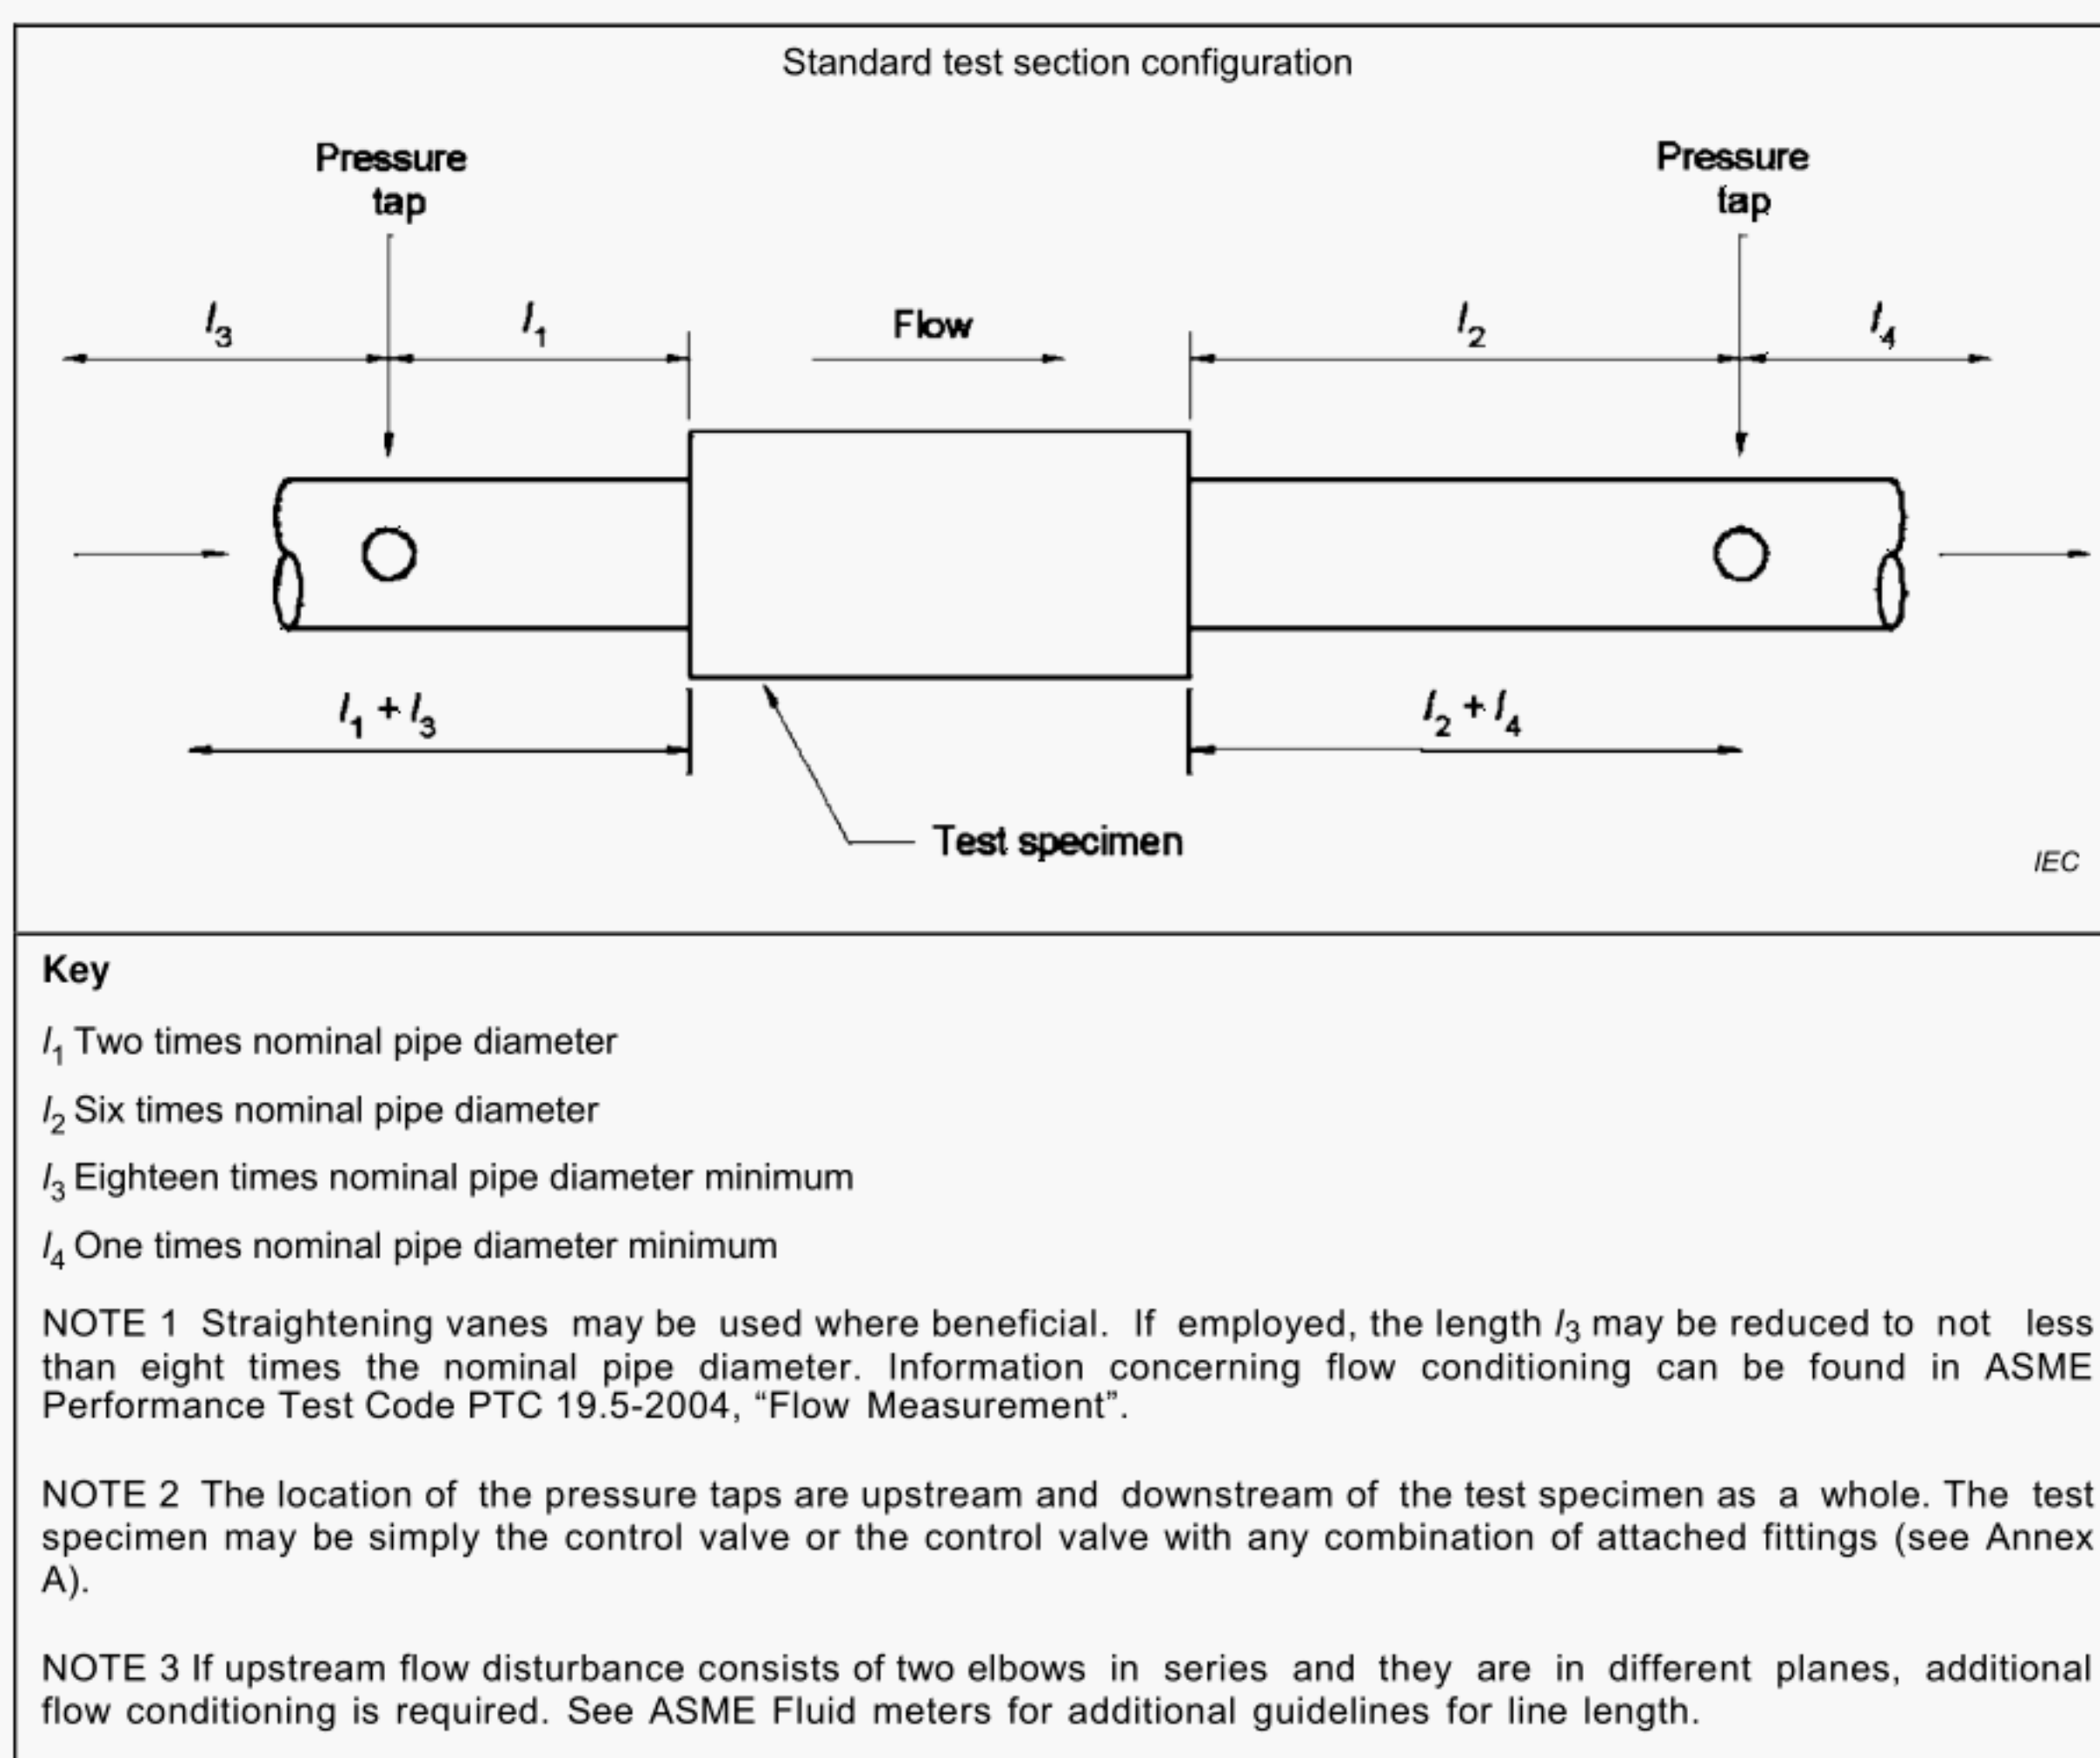 Standard test section configuration
Pressure
tap
Pressure
tap
l3
l1
Flow
l2
l4
l1 + l3
l2 + l4
Test specimen
IEC
Key
l1 Two times nominal pipe diameter
l2 Six times nominal pipe diameter
l3 Eighteen times nominal pipe diameter minimum
l4 One times nominal pipe diameter minimum
NOTE 1 Straightening vanes may be used where beneficial. If employed, the length l3 may be reduced to not less
than eight times the nominal pipe diameter. Information concerning flow conditioning can be found in ASME
Performance Test Code PTC 19.5-2004, “Flow Measurement”.
NOTE 2 The location of the pressure taps are upstream and downstream of the test specimen as a whole. The test
specimen may be simply the control valve or the control valve with any combination of attached fittings (see Annex
A).
NOTE 3 If upstream flow disturbance consists of two elbows in series and they are in different planes, additional
flow conditioning is required. See ASME Fluid meters for additional guidelines for line length.